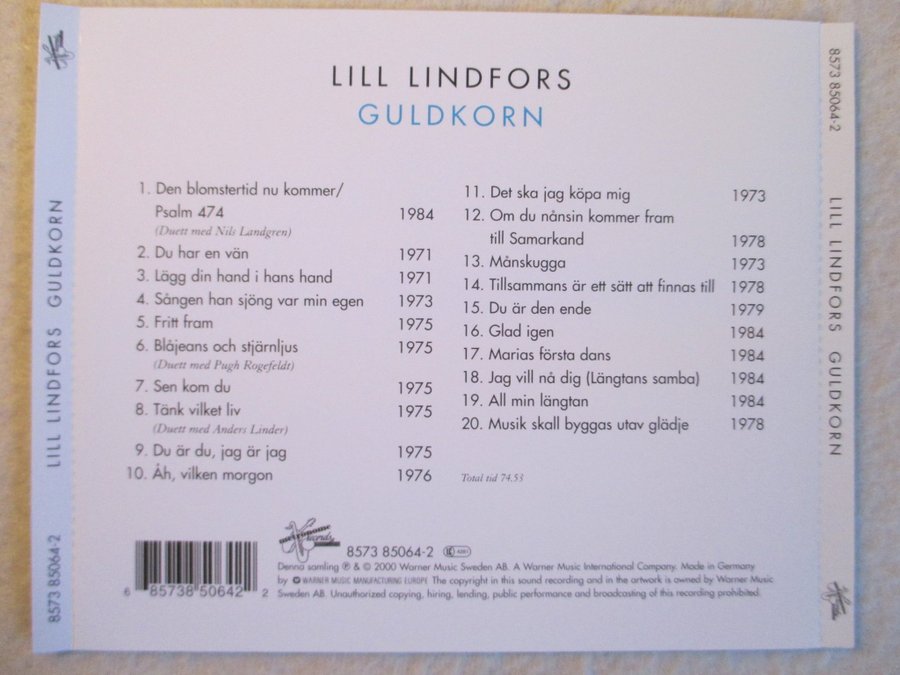 LILL LINDFORS
GULDKORN
1. Den blomstertid nu kommer/
Psalm 474 1984
(Duett med Nils Landgren)
2. Du har en vän 1971
3. Lägg din hand i hans hand 1971
4. Sången han sjöng var min egen 1973
5. Fritt fram 1975
6. Blåjeans och stjärnljus 1975
(Duett med Pugh Rogefeldt)
7. Sen kom du 1975
8. Tänk vilket liv 1975
(Duett med Anders Linder)
9. Du är du, jag är jag 1975
10. Åh, vilken morgon 1976
11. Det ska jag köpa mig 1973
12. Om du nånsin kommer fram
till Samarkand 1978
13. Månskugga 1973
14. Tillsammans är ett sätt att finnas till 1978
15. Du är den ende 1979
16. Glad igen 1984
17. Marias första dans 1984
18. Jag vill nå dig (Längtans samba) 1984
19. All min längtan 1984
20. Musik skall byggas utav glädje 1978
Total tid 74.53
metronome
records
8573 85064-2
Denna samling ℗ & © 2000 Warner Music Sweden AB. A Warner Music International Company. Made in Germany
by WARNER MUSIC MANUFACTURING EUROPE The copyright in this sound recording and in the artwork is owned by Warner Music
Sweden AB. Unauthorized copying, hiring, lending, public performance and broadcasting of this recording prohibited.
6 85738 50642 2
8573 85064-2 LILL LINDFORS GULDKORN
8573 85064-2 LILL LINDFORS GULDKORN